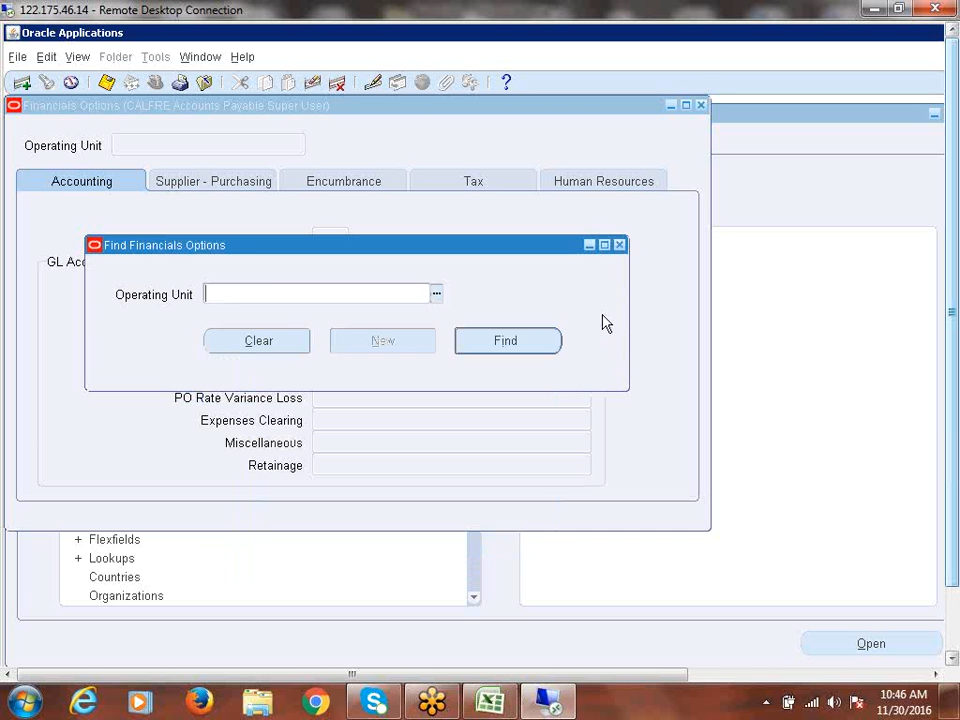 122.175.46.14 - Remote Desktop Connection
Oracle Applications
File Edit View Folder Tools Window Help
Financials Options (CALFRE Accounts Payable Super User)
Operating Unit
Accounting Supplier - Purchasing Encumbrance Tax Human Resources
Find Financials Options
GL Acc
Operating Unit
Clear New Find
PO Rate Variance Loss
Expenses Clearing
Miscellaneous
Retainage
+ Flexfields
+ Lookups
Countries
Organizations
Open
10:46 AM
11/30/2016